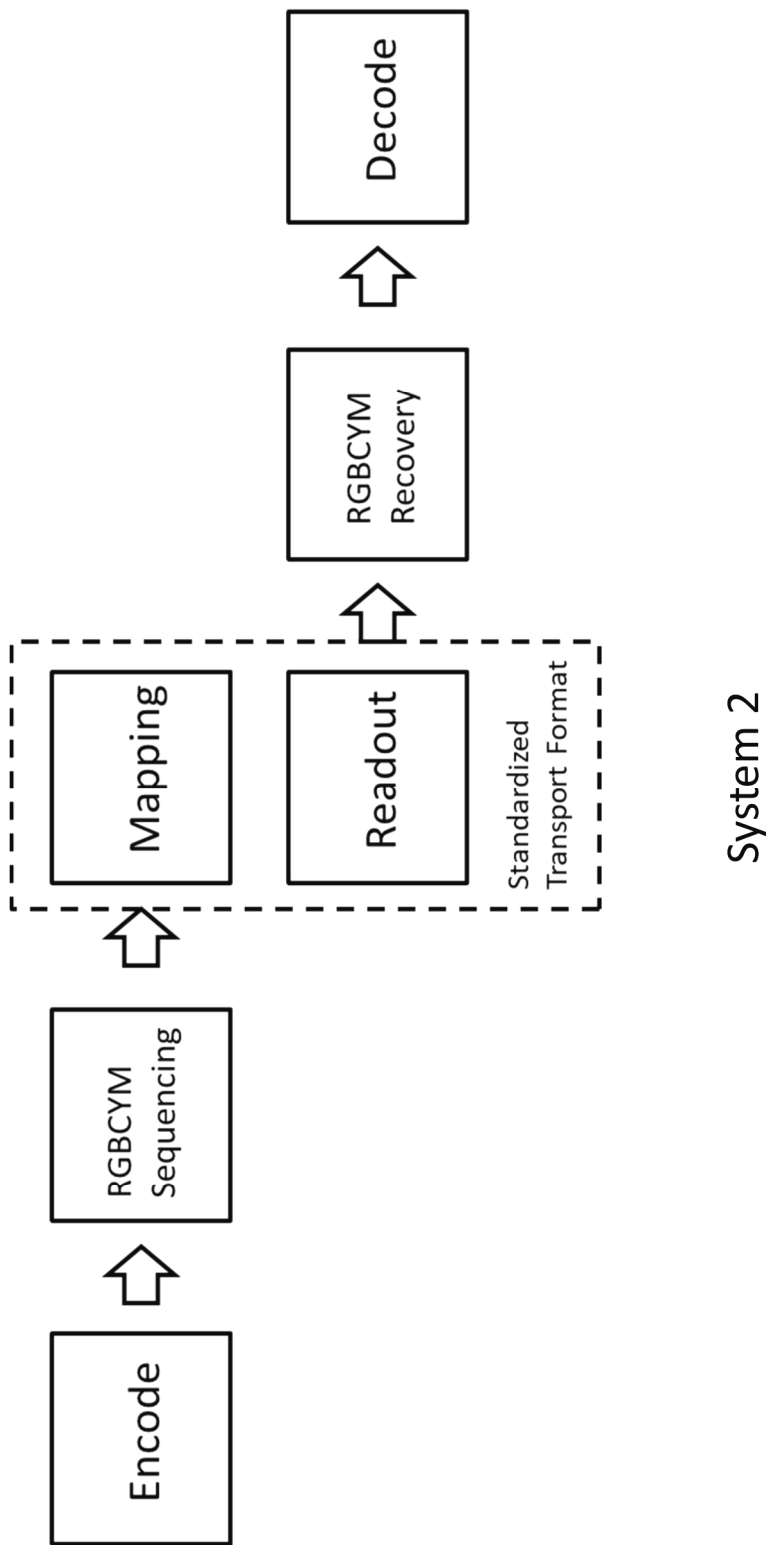 Encode
RGBCYM
Sequencing
Mapping
Readout
Standardized
Transport Format
RGBCYM
Recovery
Decode
System 2